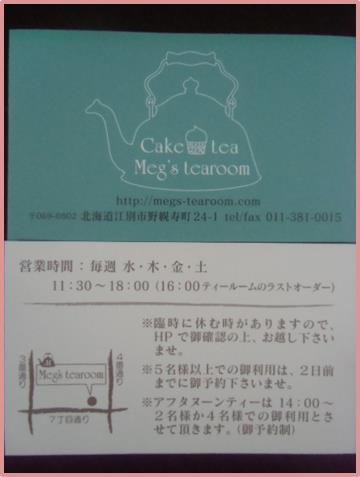 Cake tea
Meg's tearoom
http://megs-tearoom.com
〒069-0802 北海道江別市野幌寿町24-1 tel/fax 011-381-0015
営業時間：毎週 水・木・金・土
11:30～18:00（16:00ティールームのラストオーダー）
※臨時に休む時がありますので、
HPで御確認の上、お越し下さい
ませ。
※5名様以上での御利用は、2日前
までに御予約下さいませ。
※アフタヌーンティーは 14:00～
2名様か4名様での御利用とさ
せて頂きます。（御予約制）
3番通り
Meg's tearoom
4番通り
7丁目通り